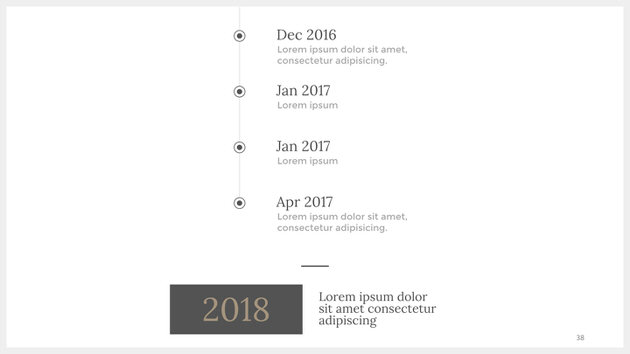 Dec 2016
Lorem ipsum dolor sit amet,
consectetur adipisicing.
Jan 2017
Lorem ipsum
Jan 2017
Lorem ipsum
Apr 2017
Lorem ipsum dolor sit amet,
consectetur adipisicing.
2018
Lorem ipsum dolor
sit amet consectetur
adipiscing
38